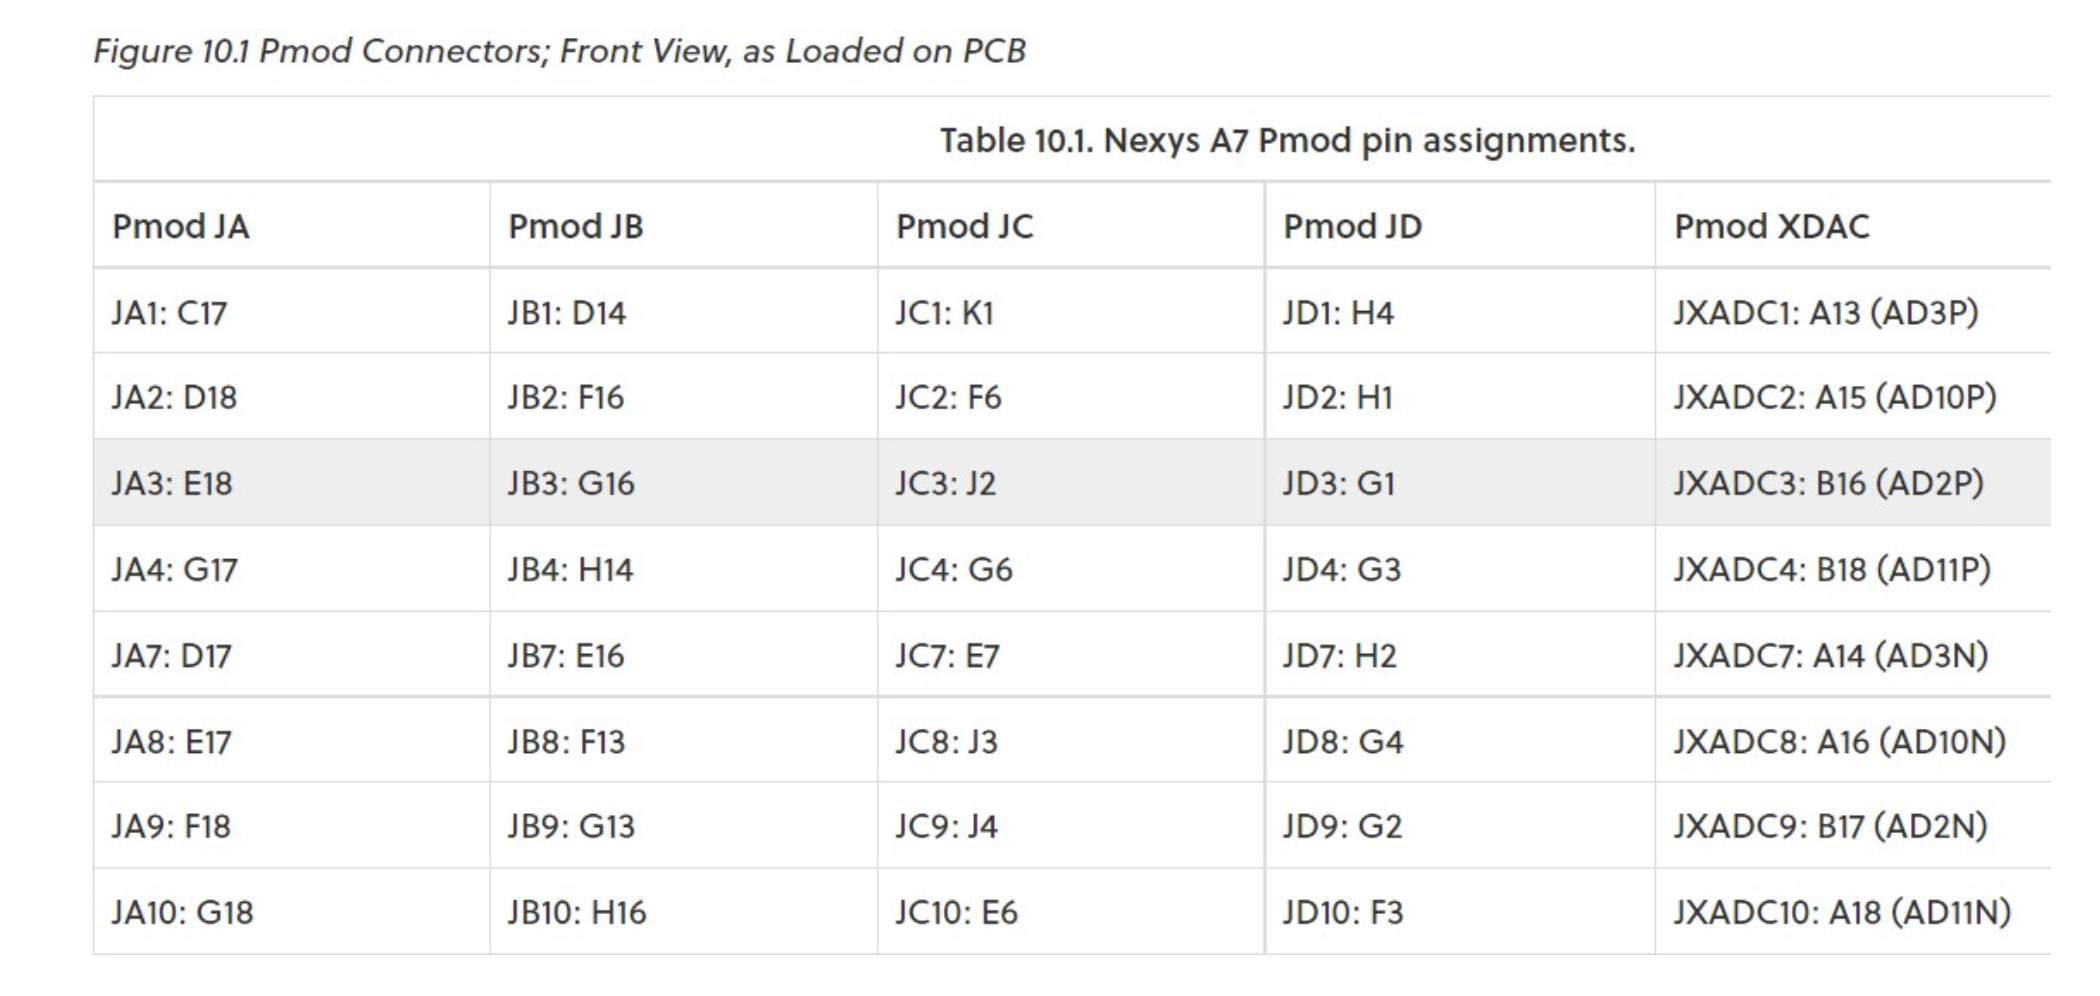 Figure 10.1 Pmod Connectors; Front View, as Loaded on PCB
Table 10.1. Nexys A7 Pmod pin assignments.
Pmod JA Pmod JB Pmod JC Pmod JD Pmod XDAC
JA1: C17 JB1: D14 JC1: K1 JD1: H4 JXADC1: A13 (AD3P)
JA2: D18 JB2: F16 JC2: F6 JD2: H1 JXADC2: A15 (AD10P)
JA3: E18 JB3: G16 JC3: J2 JD3: G1 JXADC3: B16 (AD2P)
JA4: G17 JB4: H14 JC4: G6 JD4: G3 JXADC4: B18 (AD11P)
JA7: D17 JB7: E16 JC7: E7 JD7: H2 JXADC7: A14 (AD3N)
JA8: E17 JB8: F13 JC8: J3 JD8: G4 JXADC8: A16 (AD10N)
JA9: F18 JB9: G13 JC9: J4 JD9: G2 JXADC9: B17 (AD2N)
JA10: G18 JB10: H16 JC10: E6 JD10: F3 JXADC10: A18 (AD11N)